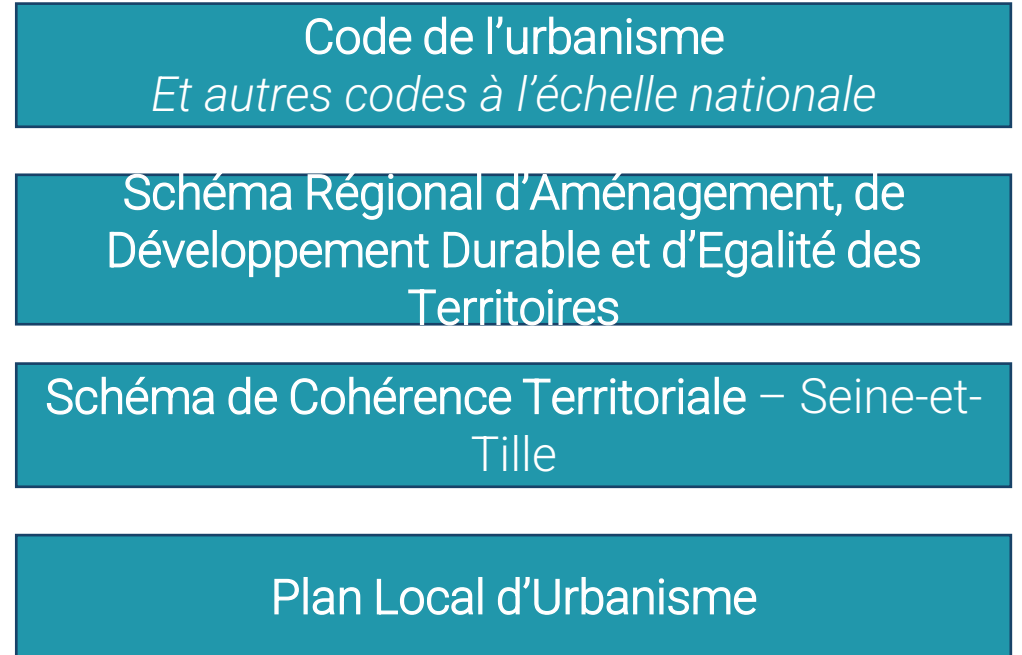 Code de l’urbanisme
Et autres codes à l’échelle nationale
Schéma Régional d’Aménagement, de
Développement Durable et d’Egalité des
Territoires
Schéma de Cohérence Territoriale – Seine-et-
Tille
Plan Local d’Urbanisme